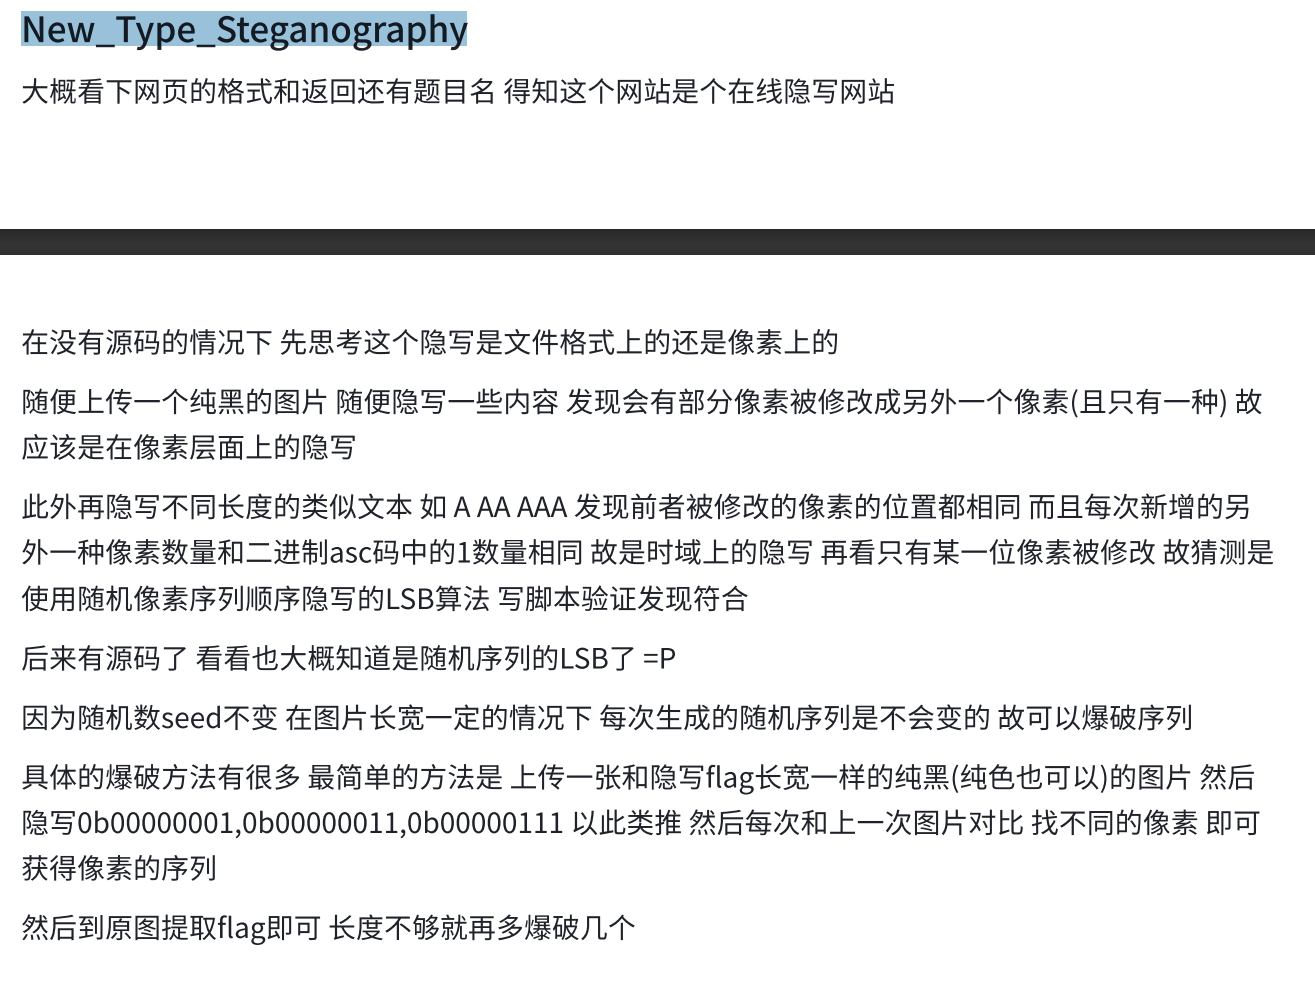 New_Type_Steganography
大概看下网页的格式和返回还有题目名 得知这个网站是个在线隐写网站
在没有源码的情况下 先思考这个隐写是文件格式上的还是像素上的
随便上传一个纯黑的图片 随便隐写一些内容 发现会有部分像素被修改成另外一个像素(且只有一种) 故
应该是在像素层面上的隐写
此外再隐写不同长度的类似文本 如 A AA AAA 发现前者被修改的像素的位置都相同 而且每次新增的另
外一种像素数量和二进制asc码中的1数量相同 故是时域上的隐写 再看只有某一位像素被修改 故猜测是
使用随机像素序列顺序隐写的LSB算法 写脚本验证发现符合
后来有源码了 看看也大概知道是随机序列的LSB了 =P
因为随机数seed不变 在图片长宽一定的情况下 每次生成的随机序列是不会变的 故可以爆破序列
具体的爆破方法有很多 最简单的方法是 上传一张和隐写flag长宽一样的纯黑(纯色也可以)的图片 然后
隐写0b00000001,0b00000011,0b00000111 以此类推 然后每次和上一次图片对比 找不同的像素 即可
获得像素的序列
然后到原图提取flag即可 长度不够就再多爆破几个